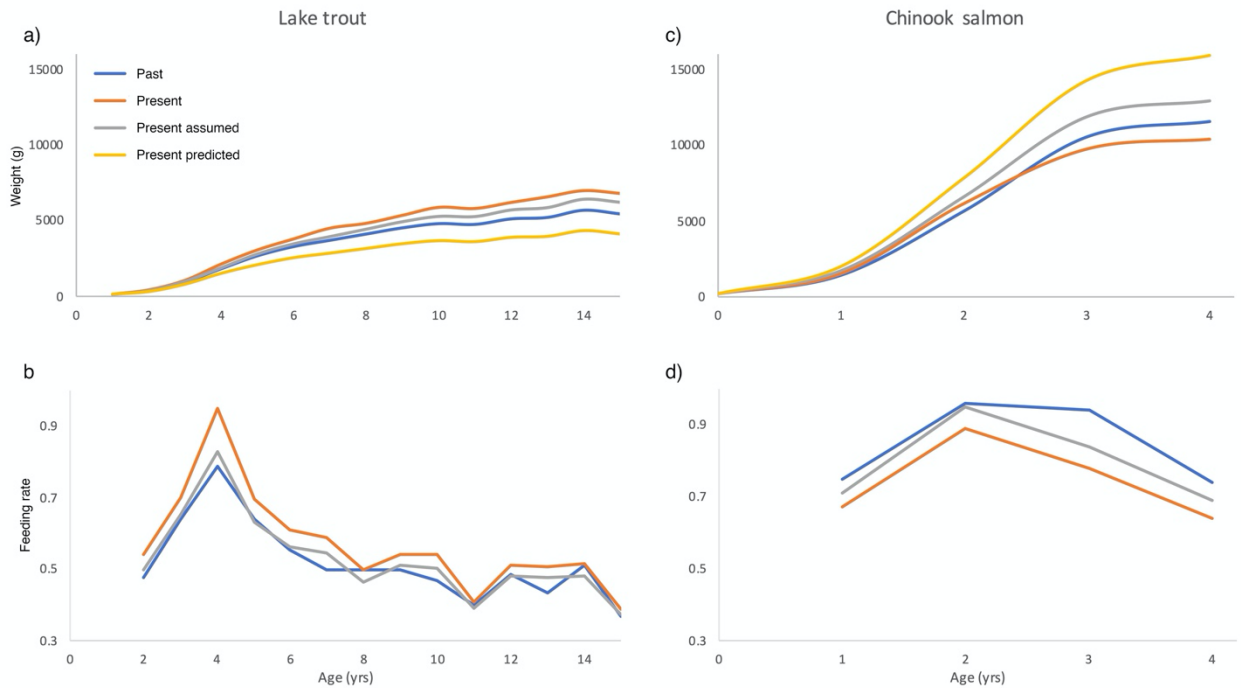 Lake trout
Chinook salmon
a)
c)
15000
10000
5000
0
Weight (g)
Past
Present
Present assumed
Present predicted
0 2 4 6 8 10 12 14
15000
10000
5000
0
0 1 2 3 4
b
d)
0.9
0.7
0.5
0.3
Feeding rate
0 2 4 6 8 10 12 14
Age (yrs)
0.9
0.7
0.5
0.3
0 1 2 3 4
Age (yrs)